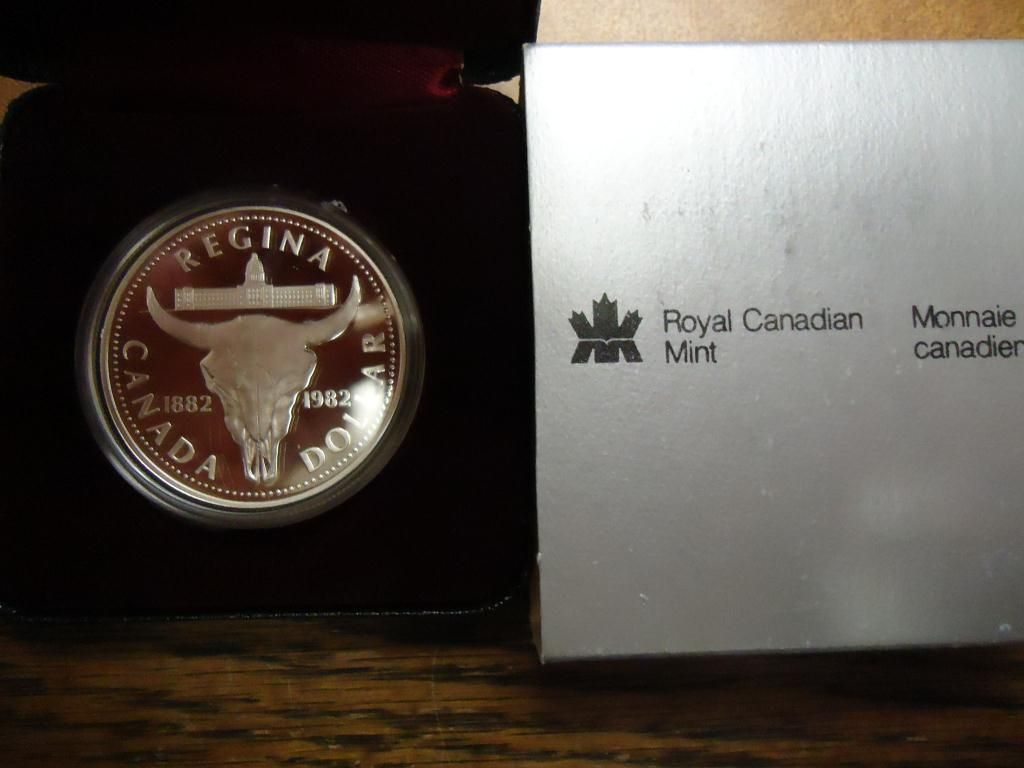 REGINA
CANADA
1882
1982
DOLLAR
Royal Canadian
Mint
Monnaie
canadien